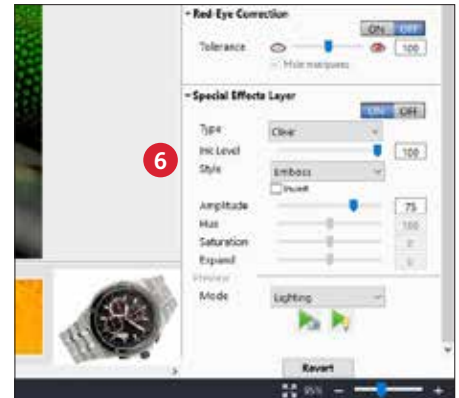 Red-Eye Correction
ON OFF
Tolerance 100
Hide marquees
Special Effects Layer
ON OFF
Type Clear
Ink Level 100
6
Style Emboss
Invert
Amplitude 75
Hue 100
Saturation 0
Expand 0
Preview
Mode Lighting
Revert
95%